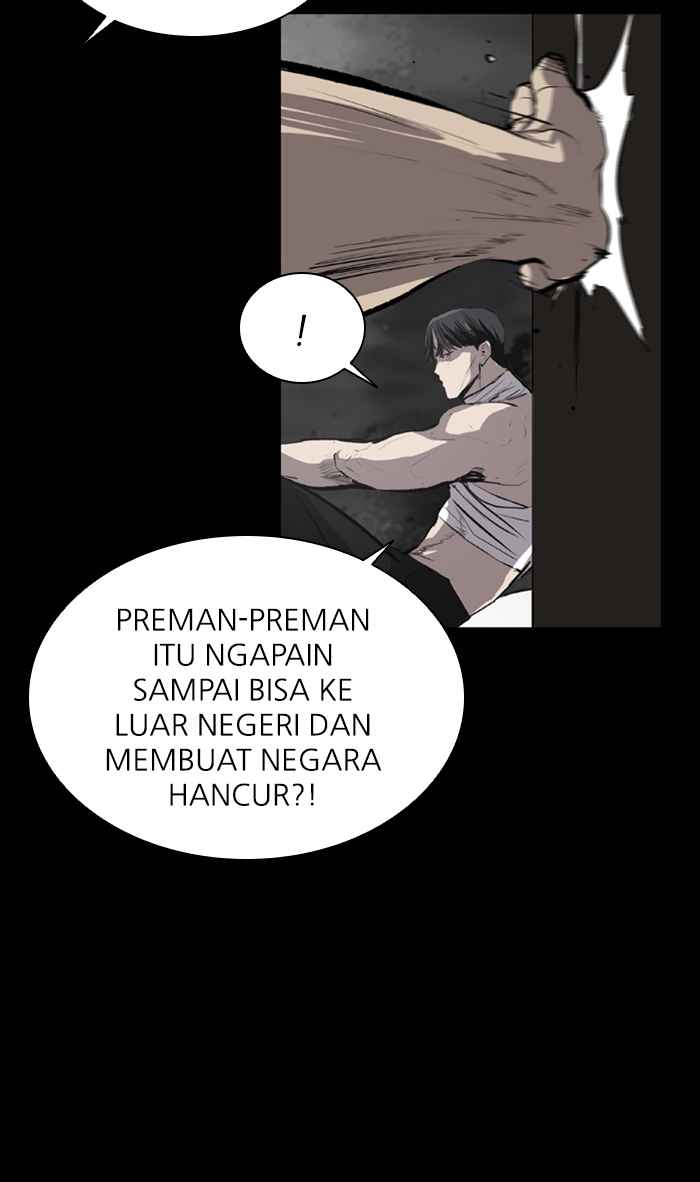 !
PREMAN-PREMAN
ITU NGAPAIN
SAMPAI BISA KE
LUAR NEGERI DAN
MEMBUAT NEGARA
HANCUR?!